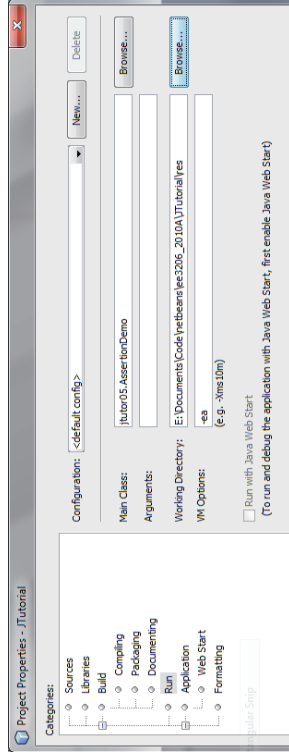 Project Properties - JTutorial
Categories:
Sources
Libraries
Build
Compiling
Packaging
Documenting
Run
Application
Web Start
Formatting
Configuration: <default config> New... Delete
Main Class: jtutor05.AssertionDemo Browse...
Arguments:
Working Directory: E:\Documents\Code\netbeans\ee3206_2010A\JTutorial\res Browse...
VM Options: -ea
(e.g. -Xms10m)
Run with Java Web Start
(To run and debug the application with Java Web Start, first enable Java Web Start)